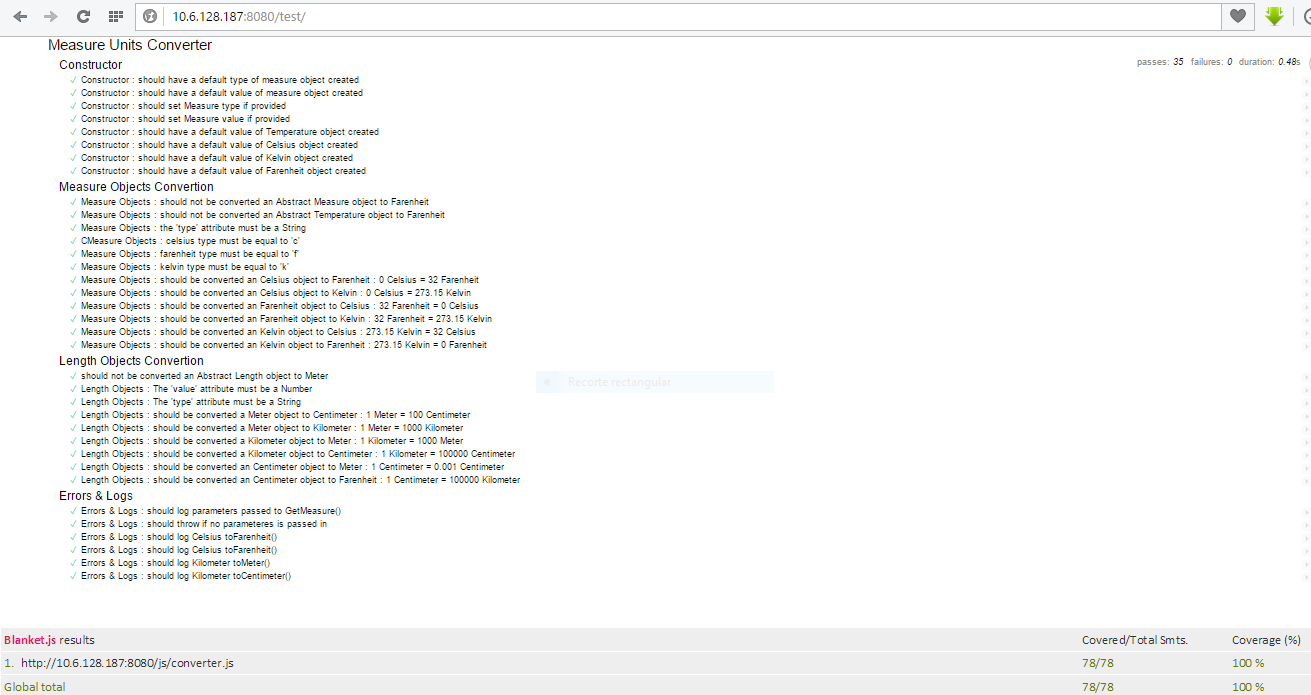 10.6.128.187:8080/test/
Measure Units Converter
passes: 35 failures: 0 duration: 0.48s
Constructor
✓ Constructor : should have a default type of measure object created
✓ Constructor : should have a default value of measure object created
✓ Constructor : should set Measure type if provided
✓ Constructor : should set Measure value if provided
✓ Constructor : should have a default value of Temperature object created
✓ Constructor : should have a default value of Celsius object created
✓ Constructor : should have a default value of Kelvin object created
✓ Constructor : should have a default value of Farenheit object created
Measure Objects Convertion
✓ Measure Objects : should not be converted an Abstract Measure object to Farenheit
✓ Measure Objects : should not be converted an Abstract Temperature object to Farenheit
✓ Measure Objects : the 'type' attribute must be a String
✓ CMeasure Objects : celsius type must be equal to 'c'
✓ Measure Objects : farenheit type must be equal to 'f'
✓ Measure Objects : kelvin type must be equal to 'k'
✓ Measure Objects : should be converted an Celsius object to Farenheit : 0 Celsius = 32 Farenheit
✓ Measure Objects : should be converted an Celsius object to Kelvin : 0 Celsius = 273.15 Kelvin
✓ Measure Objects : should be converted an Farenheit object to Celsius : 32 Farenheit = 0 Celsius
✓ Measure Objects : should be converted an Farenheit object to Kelvin : 32 Farenheit = 273.15 Kelvin
✓ Measure Objects : should be converted an Kelvin object to Celsius : 273.15 Kelvin = 32 Celsius
✓ Measure Objects : should be converted an Kelvin object to Farenheit : 273.15 Kelvin = 0 Farenheit
Length Objects Convertion
✓ should not be converted an Abstract Length object to Meter
Recorte rectangular
✓ Length Objects : The 'value' attribute must be a Number
✓ Length Objects : The 'type' attribute must be a String
✓ Length Objects : should be converted a Meter object to Centimeter : 1 Meter = 100 Centimeter
✓ Length Objects : should be converted a Meter object to Kilometer : 1 Meter = 1000 Kilometer
✓ Length Objects : should be converted a Kilometer object to Meter : 1 Kilometer = 1000 Meter
✓ Length Objects : should be converted a Kilometer object to Centimeter : 1 Kilometer = 100000 Centimeter
✓ Length Objects : should be converted an Centimeter object to Meter : 1 Centimeter = 0.001 Centimeter
✓ Length Objects : should be converted an Centimeter object to Farenheit : 1 Centimeter = 100000 Kilometer
Errors & Logs
✓ Errors & Logs : should log parameters passed to GetMeasure()
✓ Errors & Logs : should throw if no parameteres is passed in
✓ Errors & Logs : should log Celsius toFarenheit()
✓ Errors & Logs : should log Celsius toFarenheit()
✓ Errors & Logs : should log Kilometer toMeter()
✓ Errors & Logs : should log Kilometer toCentimeter()
Blanket.js results Covered/Total Smts. Coverage (%)
1. http://10.6.128.187:8080/js/converter.js 78/78 100 %
Global total 78/78 100 %